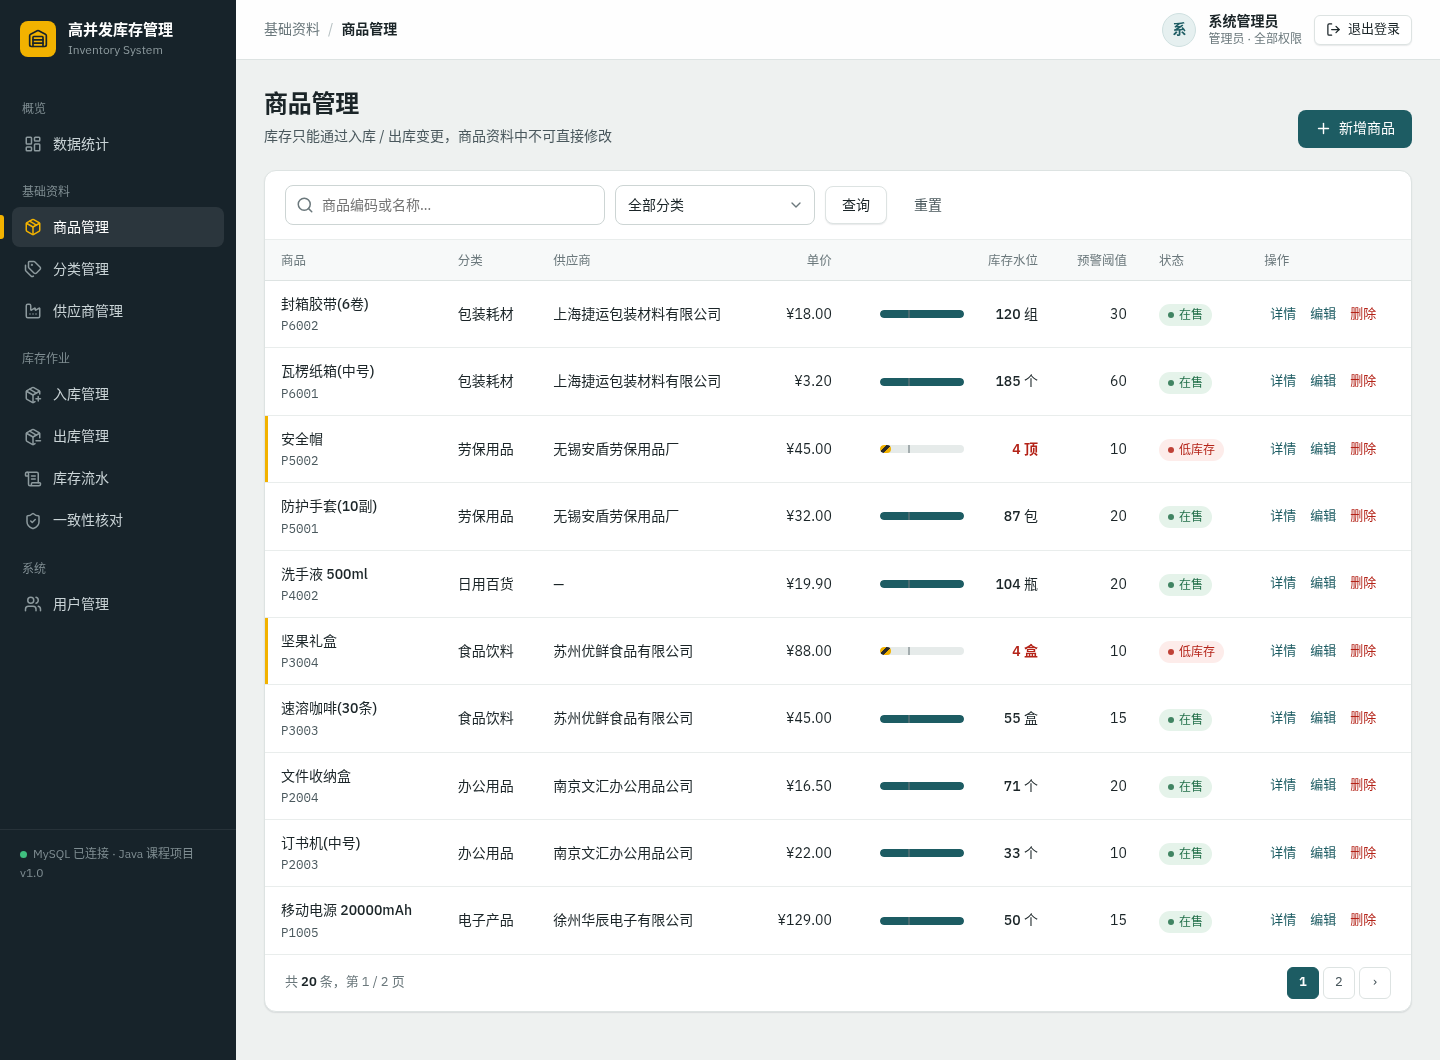 高并发库存管理
Inventory System
概览
数据统计
基础资料
商品管理
分类管理
供应商管理
库存作业
入库管理
出库管理
库存流水
一致性核对
系统
用户管理
MySQL 已连接 · Java 课程项目
v1.0
基础资料 / 商品管理
系
系统管理员
管理员 · 全部权限
退出登录
商品管理
库存只能通过入库 / 出库变更，商品资料中不可直接修改
新增商品
商品编码或名称...
全部分类
查询
重置
商品 分类 供应商 单价 库存水位 预警阈值 状态 操作
封箱胶带(6卷)
P6002
包装耗材 上海捷运包装材料有限公司 ¥18.00 120 组 30 在售 详情 编辑 删除
瓦楞纸箱(中号)
P6001
包装耗材 上海捷运包装材料有限公司 ¥3.20 185 个 60 在售 详情 编辑 删除
安全帽
P5002
劳保用品 无锡安盾劳保用品厂 ¥45.00 4 顶 10 低库存 详情 编辑 删除
防护手套(10副)
P5001
劳保用品 无锡安盾劳保用品厂 ¥32.00 87 包 20 在售 详情 编辑 删除
洗手液 500ml
P4002
日用百货 — ¥19.90 104 瓶 20 在售 详情 编辑 删除
坚果礼盒
P3004
食品饮料 苏州优鲜食品有限公司 ¥88.00 4 盒 10 低库存 详情 编辑 删除
速溶咖啡(30条)
P3003
食品饮料 苏州优鲜食品有限公司 ¥45.00 55 盒 15 在售 详情 编辑 删除
文件收纳盒
P2004
办公用品 南京文汇办公用品公司 ¥16.50 71 个 20 在售 详情 编辑 删除
订书机(中号)
P2003
办公用品 南京文汇办公用品公司 ¥22.00 33 个 10 在售 详情 编辑 删除
移动电源 20000mAh
P1005
电子产品 徐州华辰电子有限公司 ¥129.00 50 个 15 在售 详情 编辑 删除
共 20 条，第 1 / 2 页
1 2 ›